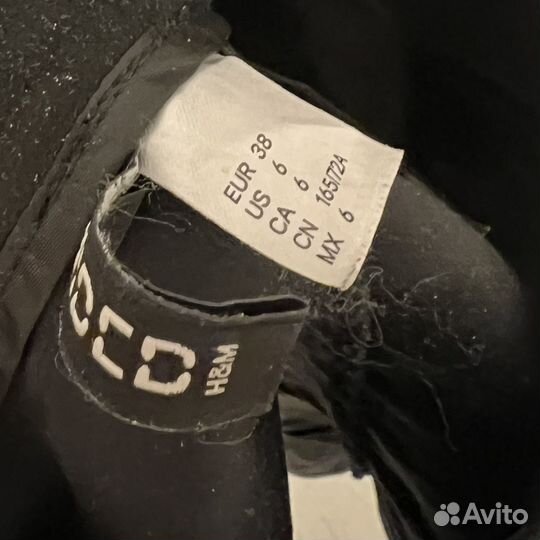 EUR 38
US 6
CA 6
CN 165/72A
MX 6
H&M
Avito